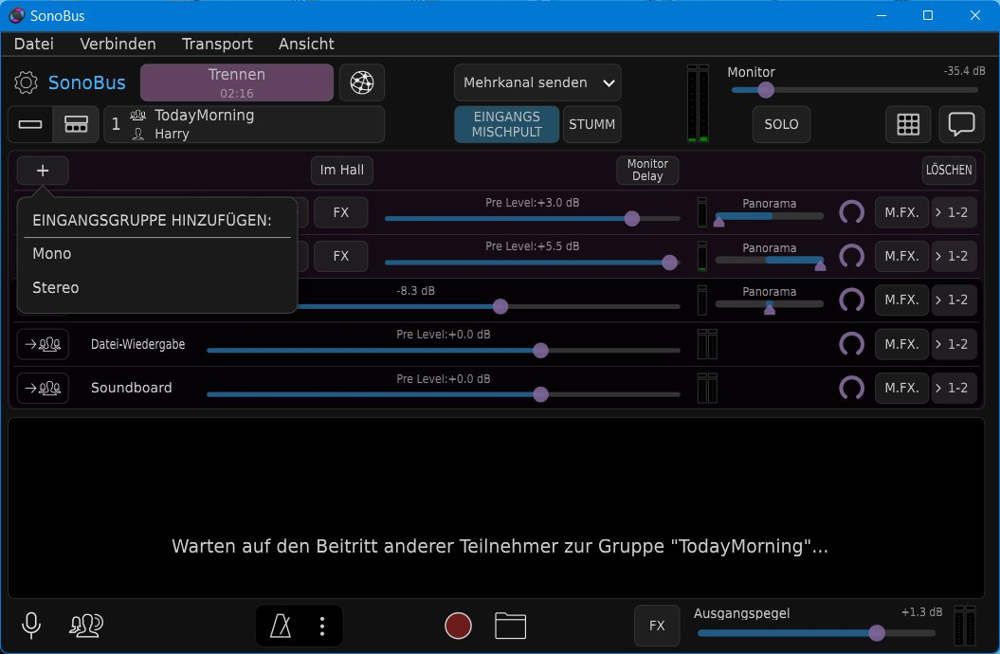 SonoBus
Datei Verbinden Transport Ansicht
SonoBus
Trennen
02:16
Mehrkanal senden
Monitor
-35.4 dB
1
TodayMorning
Harry
EINGANGS
MISCHPULT
STUMM
SOLO
+
Im Hall
Monitor
Delay
LÖSCHEN
EINGANGSGRUPPE HINZUFÜGEN:
Mono
Stereo
FX
Pre Level:+3.0 dB
Panorama
M.FX.
> 1-2
FX
Pre Level:+5.5 dB
Panorama
M.FX.
> 1-2
-8.3 dB
Panorama
M.FX.
> 1-2
Datei-Wiedergabe
Pre Level:+0.0 dB
M.FX.
> 1-2
Soundboard
Pre Level:+0.0 dB
M.FX.
> 1-2
Warten auf den Beitritt anderer Teilnehmer zur Gruppe "TodayMorning"...
FX
Ausgangspegel
+1.3 dB